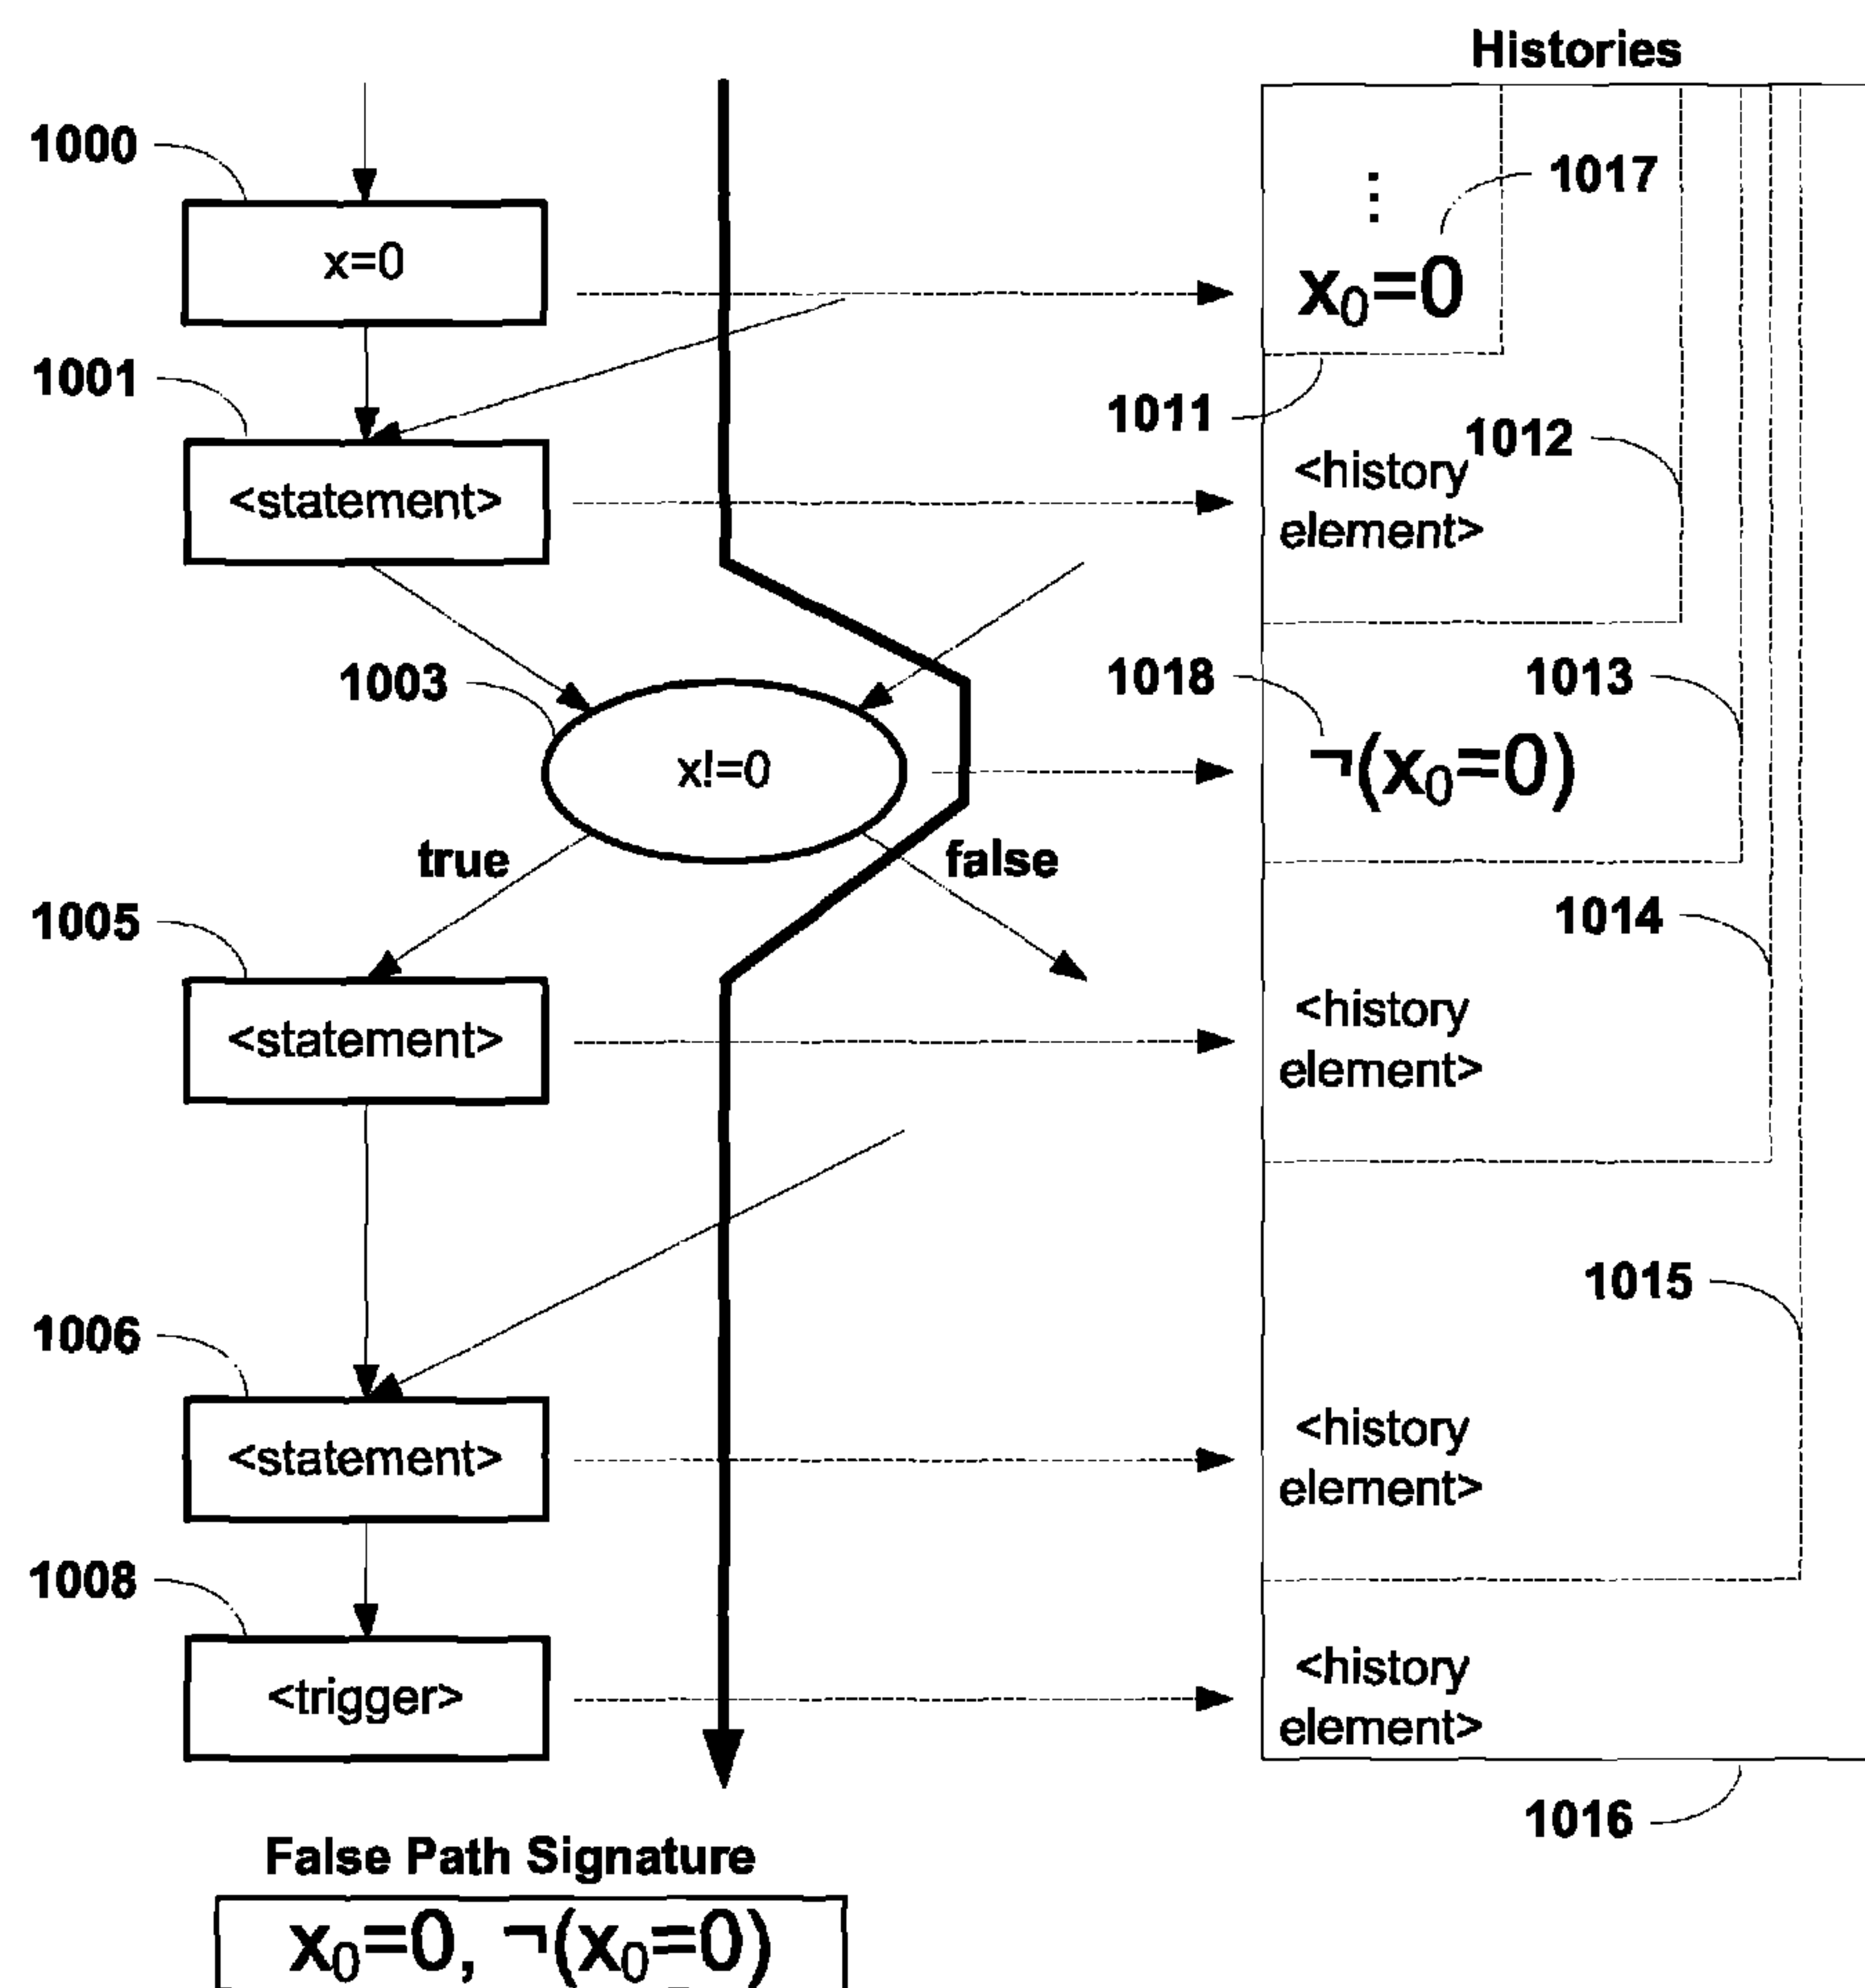 Histories
1000
1017
⋮
x=0
x₀=0
1001
1011
1012
<statement>
<history
element>
1003
1018
1013
x!=0
¬(x₀=0)
true
false
1005
1014
<statement>
<history
element>
1015
1006
<statement>
<history
element>
1008
<trigger>
<history
element>
1016
False Path Signature
x₀=0, ¬(x₀=0)